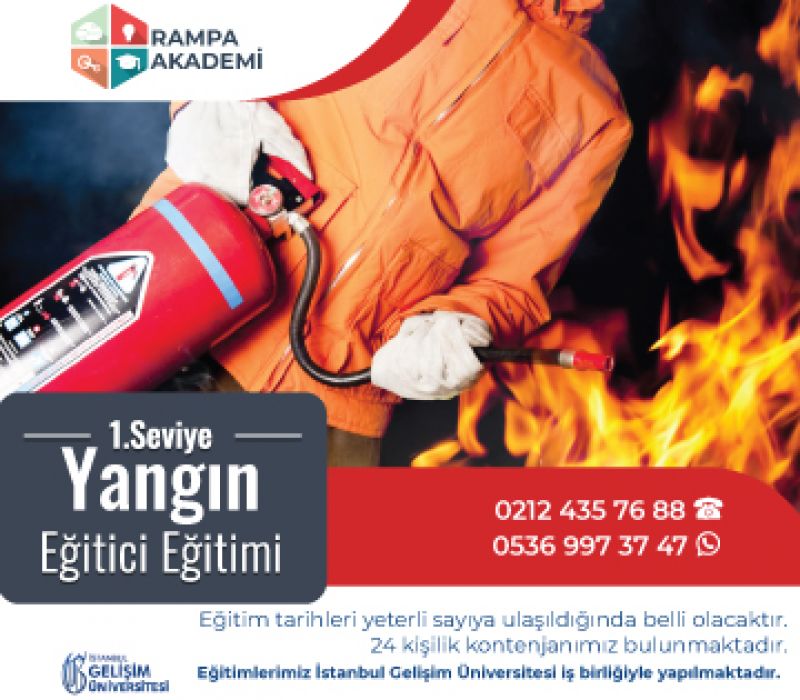 RAMPA
AKADEMİ
1.Seviye
Yangın
Eğitici Eğitimi
0212 435 76 88
0536 997 37 47
Eğitim tarihleri yeterli sayıya ulaşıldığında belli olacaktır.
24 kişilik kontenjanımız bulunmaktadır.
Eğitimlerimiz İstanbul Gelişim Üniversitesi iş birliğiyle yapılmaktadır.
İSTANBUL
GELİŞİM
ÜNİVERSİTESİ